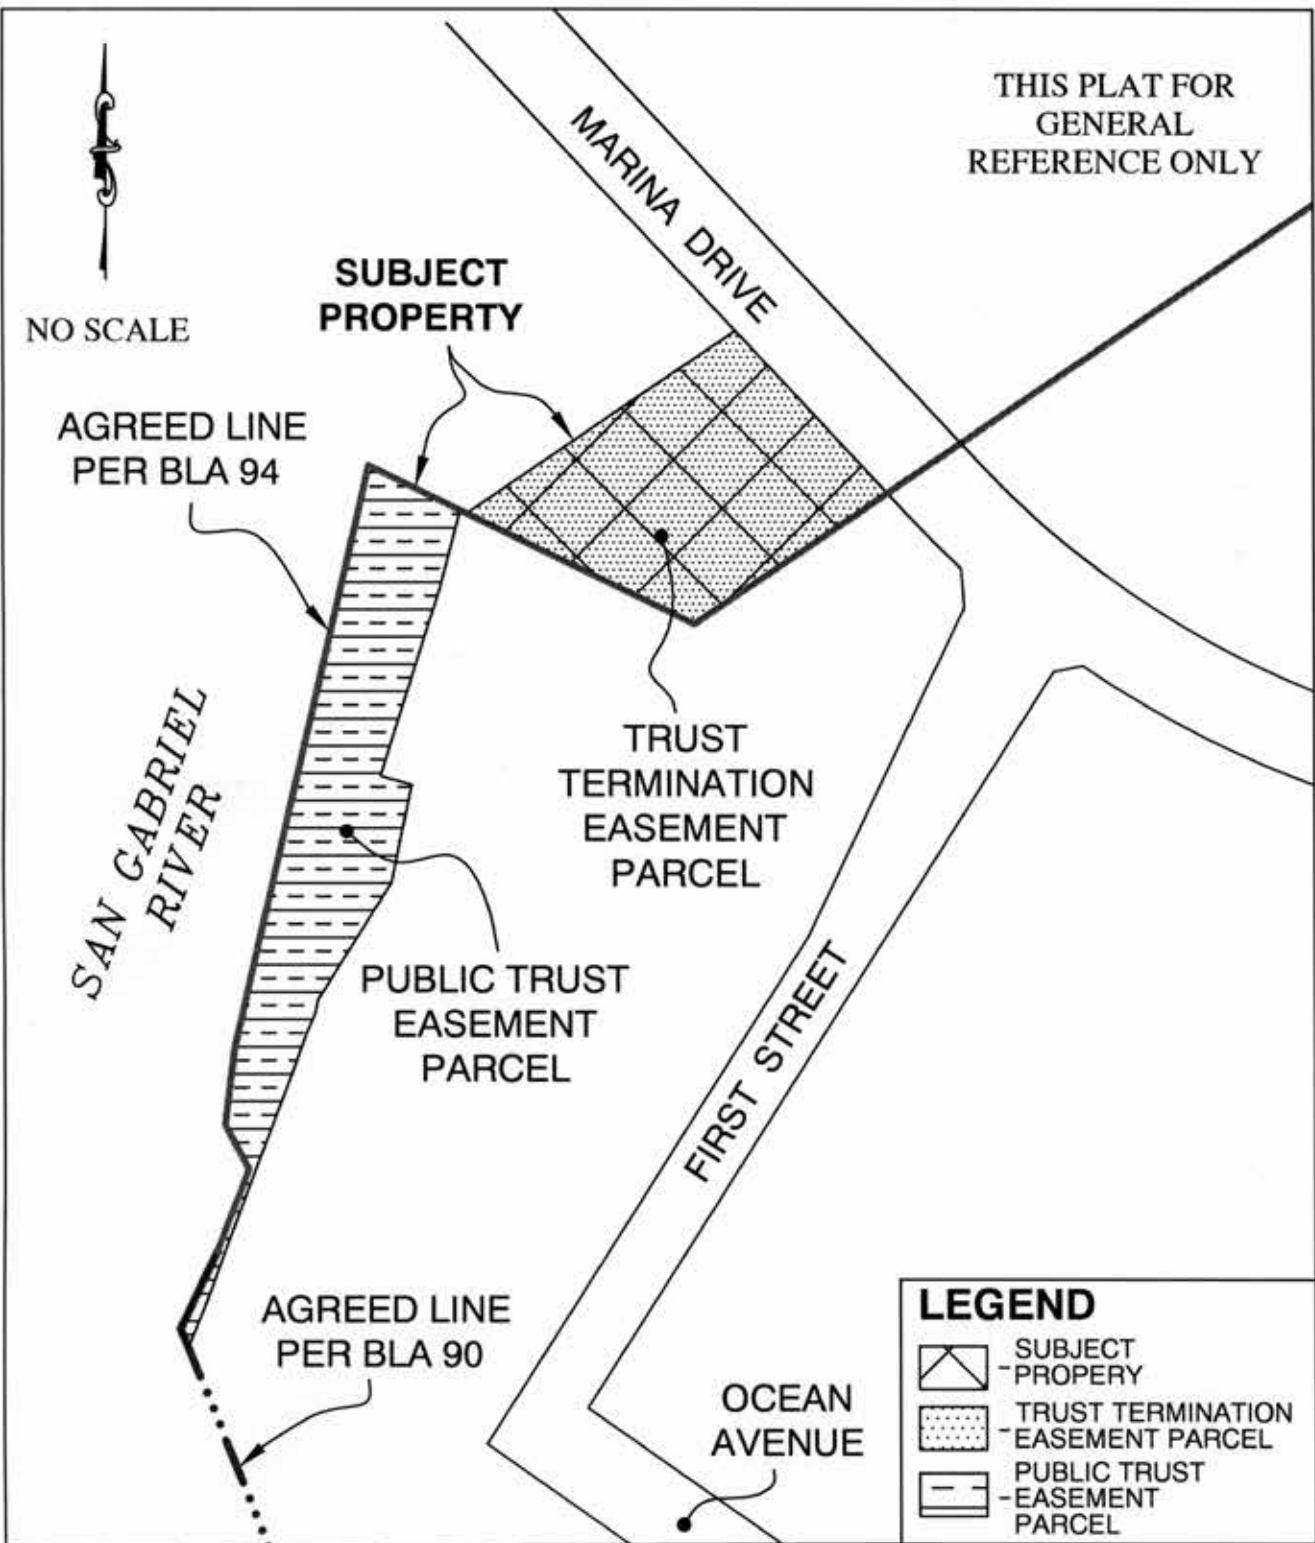 THIS PLAT FOR
GENERAL
REFERENCE ONLY
MARINA DRIVE
NO SCALE
SUBJECT
PROPERTY
AGREED LINE
PER BLA 94
SAN GABRIEL
RIVER
TRUST
TERMINATION
EASEMENT
PARCEL
PUBLIC TRUST
EASEMENT
PARCEL
FIRST STREET
AGREED LINE
PER BLA 90
OCEAN
AVENUE
LEGEND
- SUBJECT
PROPERY
- TRUST TERMINATION
EASEMENT PARCEL
- PUBLIC TRUST
EASEMENT
PARCEL